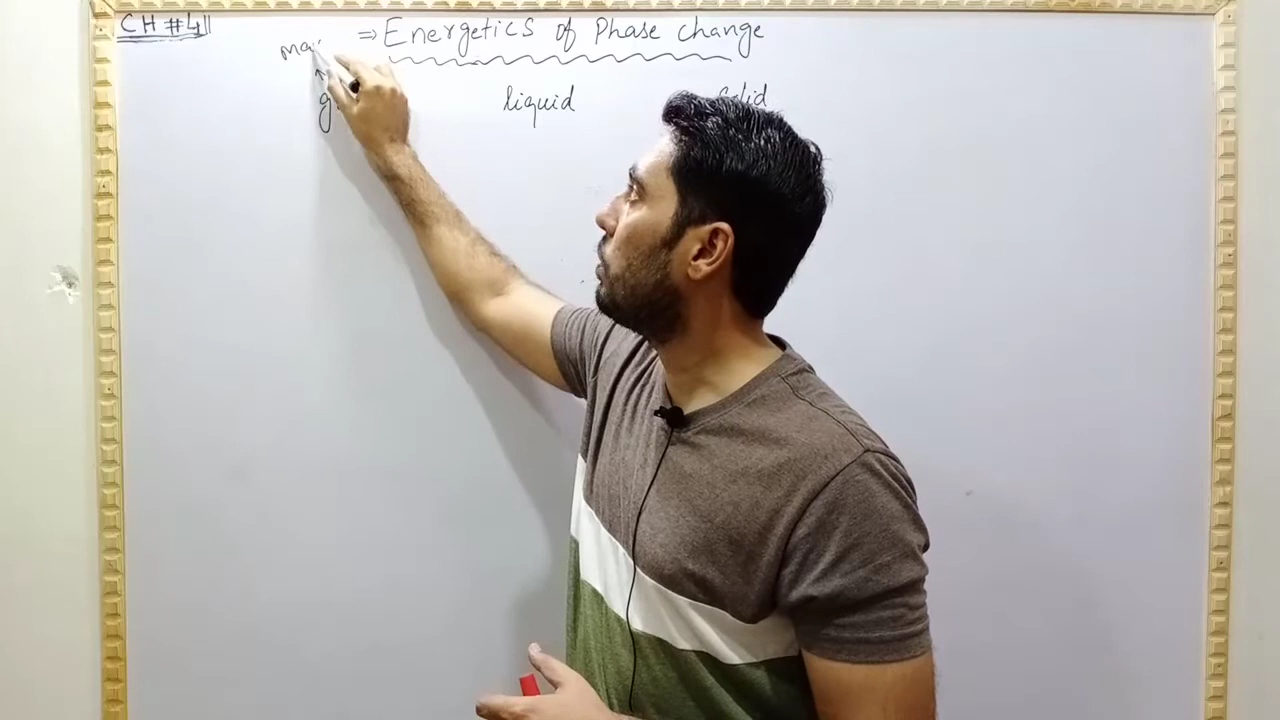 CH #4
⇒ Energetics of Phase change
liquid